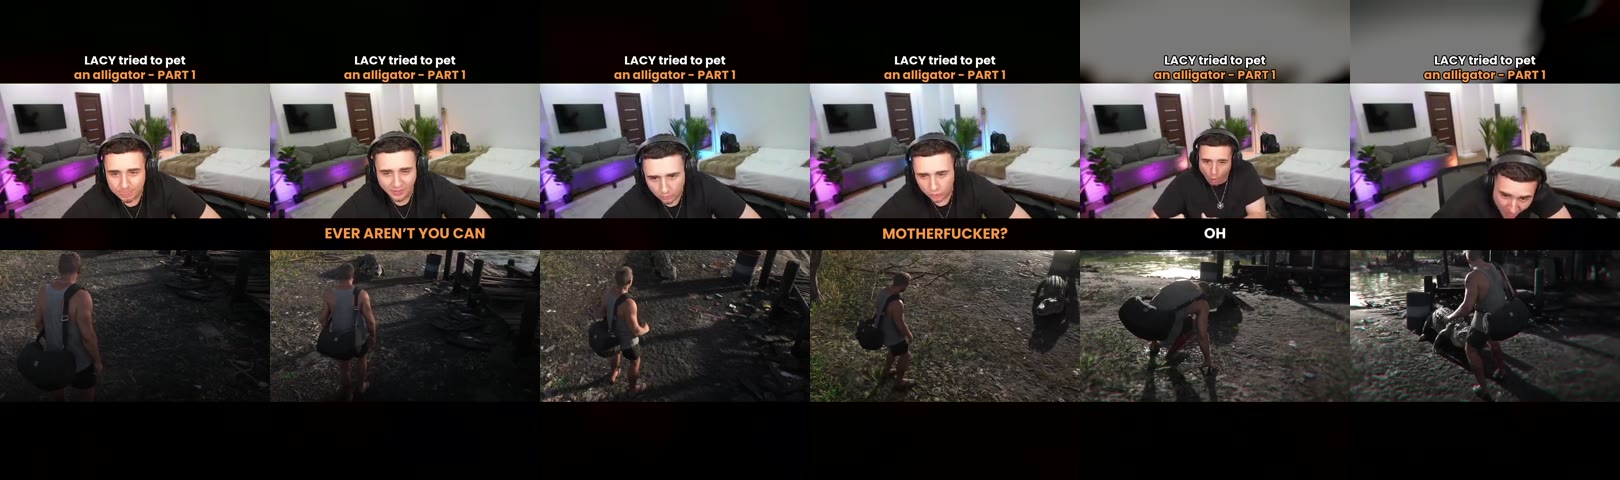 LACY tried to pet
an alligator - PART 1
LACY tried to pet
an alligator - PART 1
LACY tried to pet
an alligator - PART 1
LACY tried to pet
an alligator - PART 1
LACY tried to pet
an alligator - PART 1
LACY tried to pet
an alligator - PART 1
EVER AREN'T YOU CAN
MOTHERFUCKER?
OH